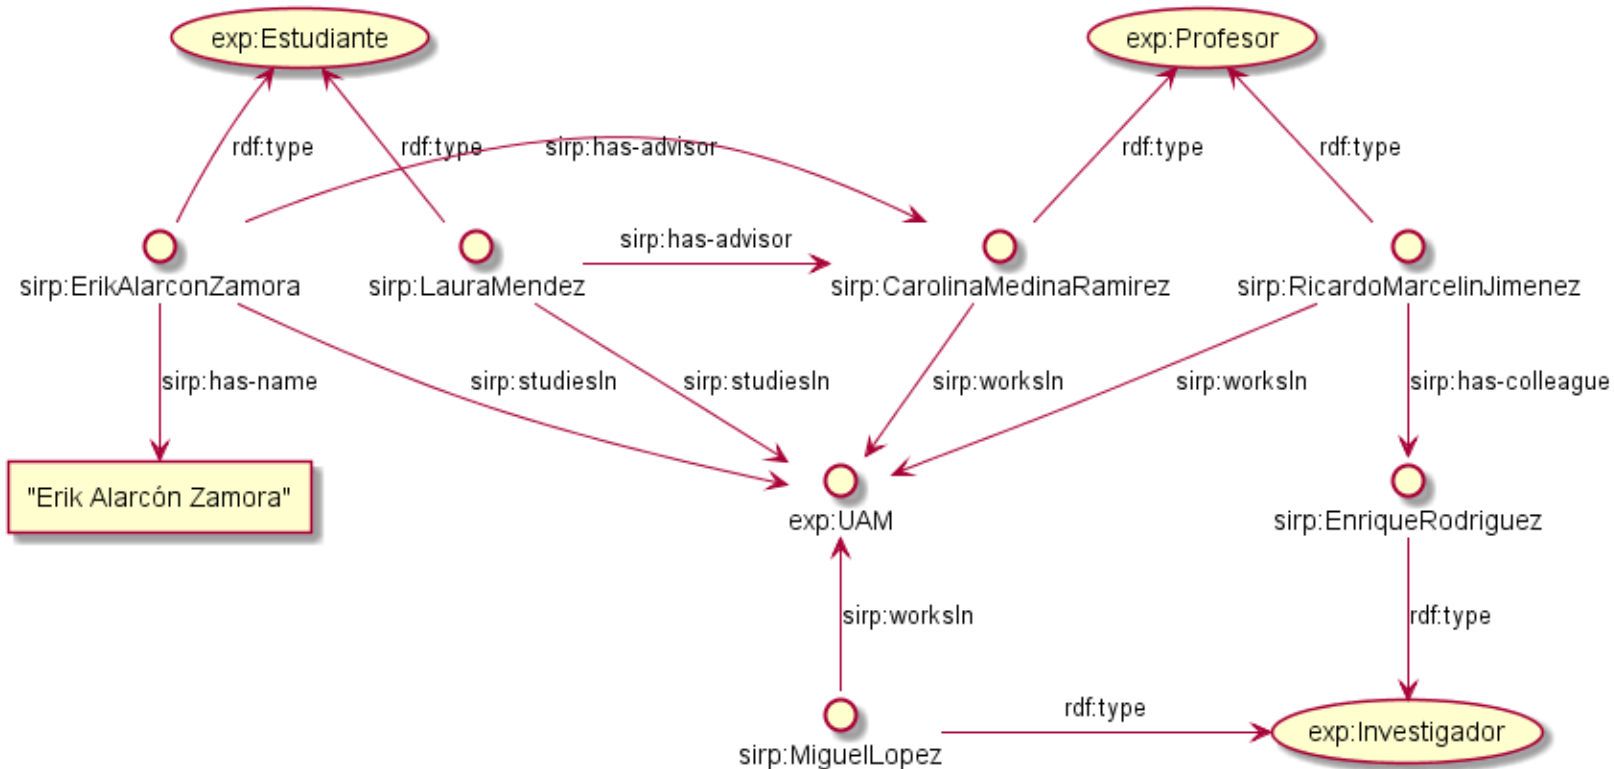 exp:Estudiante
exp:Profesor
rdf:type
rdf:type
sirp:has-advisor
rdf:type
rdf:type
sirp:has-advisor
sirp:ErikAlarconZamora
sirp:LauraMendez
sirp:CarolinaMedinaRamirez
sirp:RicardoMarcelinJimenez
sirp:has-name
sirp:studiesIn
sirp:studiesIn
sirp:worksIn
sirp:worksIn
sirp:has-colleague
"Erik Alarcón Zamora"
exp:UAM
sirp:EnriqueRodriguez
sirp:worksIn
rdf:type
rdf:type
exp:Investigador
sirp:MiguelLopez